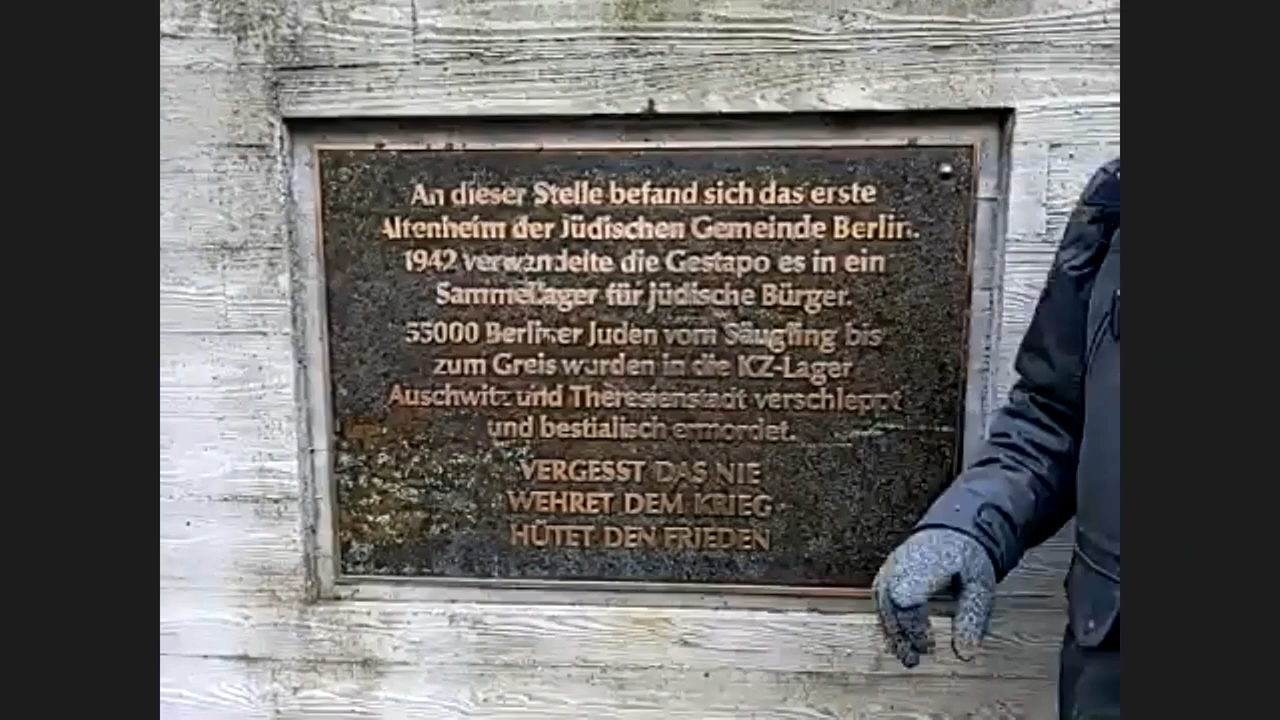 An dieser Stelle befand sich das erste
Altenheim der Jüdischen Gemeinde Berlin.
1942 verwandelte die Gestapo es in ein
Sammellager für jüdische Bürger.
55000 Berliner Juden vom Säugling bis
zum Greis wurden in die KZ-Lager
Auschwitz und Theresienstadt verschleppt
und bestialisch ermordet.
VERGESST DAS NIE
WEHRET DEM KRIEG
HÜTET DEN FRIEDEN